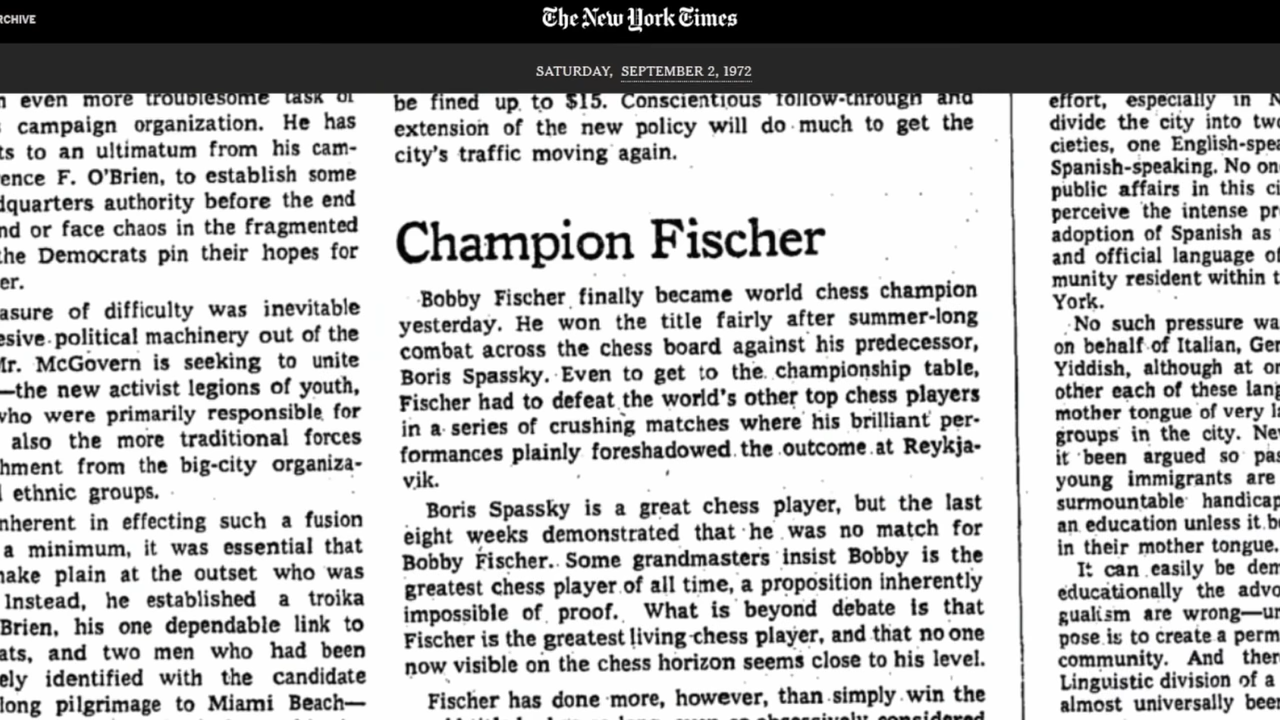 RCHIVE
The New York Times
SATURDAY, SEPTEMBER 2, 1972
even more troublesome task of
campaign organization. He has
ts to an ultimatum from his cam-
ence F. O'Brien, to establish some
dquarters authority before the end
nd or face chaos in the fragmented
the Democrats pin their hopes for
er.
asure of difficulty was inevitable
esive political machinery out of the
Mr. McGovern is seeking to unite
—the new activist legions of youth,
who were primarily responsible for
also the more traditional forces
hment from the big-city organiza-
ethnic groups.
nherent in effecting such a fusion
a minimum, it was essential that
make plain at the outset who was
Instead, he established a troika
Brien, his one dependable link to
ats, and two men who had been
ely identified with the candidate
long pilgrimage to Miami Beach—
be fined up to $15. Conscientious follow-through and
extension of the new policy will do much to get the
city's traffic moving again.
Champion Fischer
Bobby Fischer finally became world chess champion
yesterday. He won the title fairly after summer-long
combat across the chess board against his predecessor,
Boris Spassky. Even to get to the championship table,
Fischer had to defeat the world's other top chess players
in a series of crushing matches where his brilliant per-
formances plainly foreshadowed the outcome at Reykja-
vik.
Boris Spassky is a great chess player, but the last
eight weeks demonstrated that he was no match for
Bobby Fischer. Some grandmasters insist Bobby is the
greatest chess player of all time, a proposition inherently
impossible of proof. What is beyond debate is that
Fischer is the greatest living chess player, and that no one
now visible on the chess horizon seems close to his level.
Fischer has done more, however, than simply win the
effort, especially in N
divide the city into two
cieties, one English-spea
Spanish-speaking. No on
public affairs in this ci
perceive the intense pr
adoption of Spanish as
and official language of
munity resident within t
York.
No such pressure wa
on behalf of Italian, Ger
Yiddish, although at o
other each of these lang
mother tongue of very l
groups in the city. Nev
it been argued so pas
young immigrants are
surmountable handicap
an education unless it b
in their mother tongue.
It can easily be dem
educationally the advo
gualism are wrong—u
pose is to create a perm
community. And ther
Linguistic division of a
almost universally been